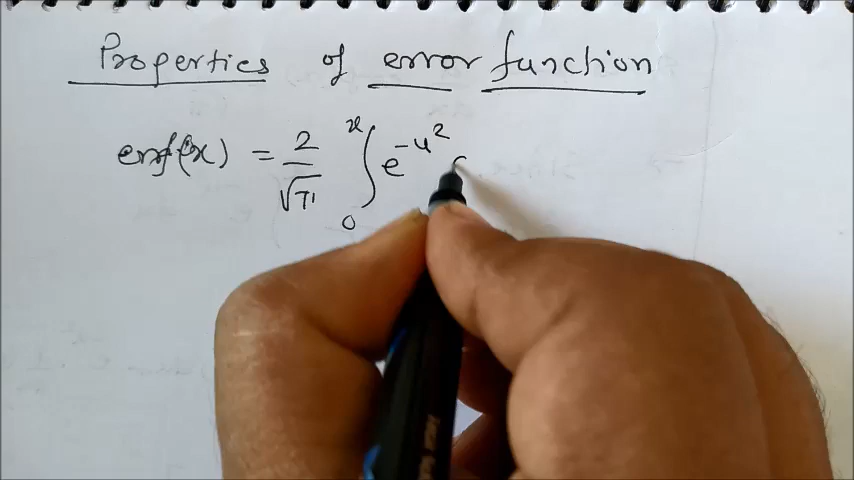 Properties of error function
erf(x) = 2/√π ∫₀ˣ e^-u²